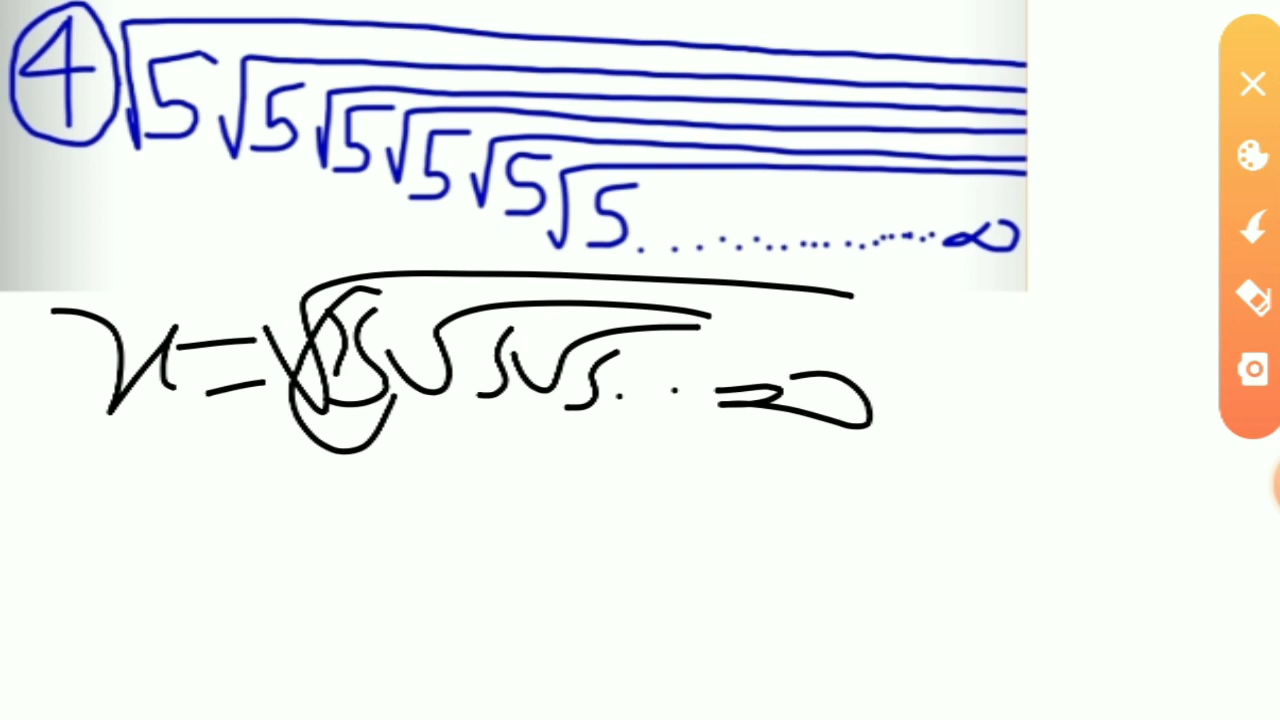 ④ √5√5√5√5√5√5...............∞
x = √5√5√5.. ∞